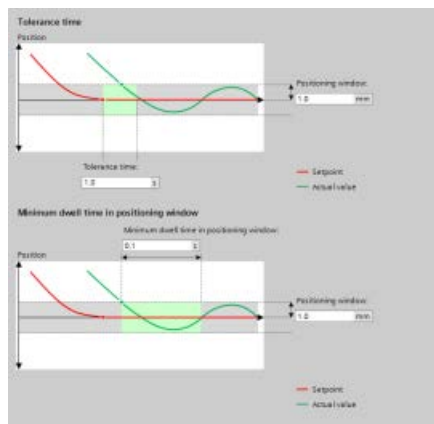 Tolerance time
Position
Positioning window:
1.0 mm
Tolerance time:
1.0 s
Setpoint
Actual value
Minimum dwell time in positioning window
Minimum dwell time in positioning window:
0.1 s
Position
Positioning window:
1.0 mm
Setpoint
Actual value